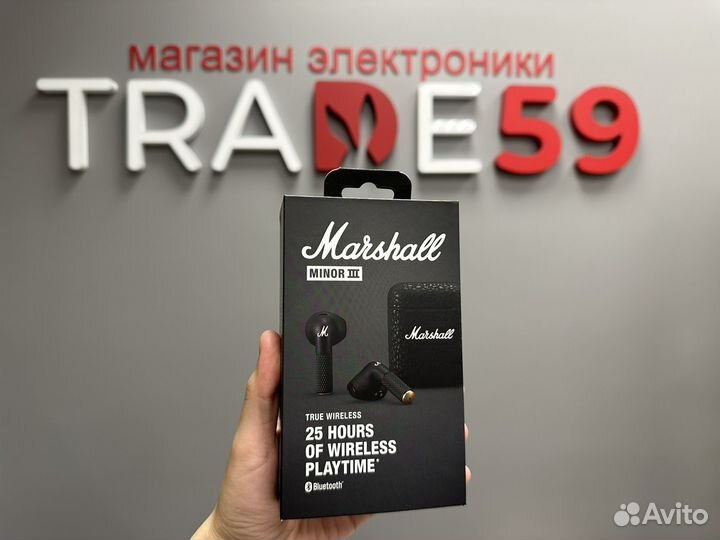 магазин электроники
TRADE59
Marshall
MINOR III
M
Marshall
TRUE WIRELESS
25 HOURS
OF WIRELESS
PLAYTIME*
Bluetooth®
Avito